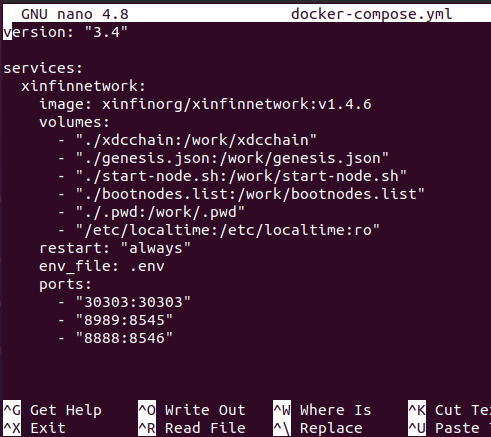 GNU nano 4.8 docker-compose.yml
version: "3.4"
services:
  xinfinnetwork:
    image: xinfinorg/xinfinnetwork:v1.4.6
    volumes:
      - "./xdcchain:/work/xdcchain"
      - "./genesis.json:/work/genesis.json"
      - "./start-node.sh:/work/start-node.sh"
      - "./bootnodes.list:/work/bootnodes.list"
      - "./.pwd:/work/.pwd"
      - "/etc/localtime:/etc/localtime:ro"
    restart: "always"
    env_file: .env
    ports:
      - "30303:30303"
      - "8989:8545"
      - "8888:8546"
^G Get Help ^O Write Out ^W Where Is ^K Cut Tex
^X Exit ^R Read File ^\ Replace ^U Paste T